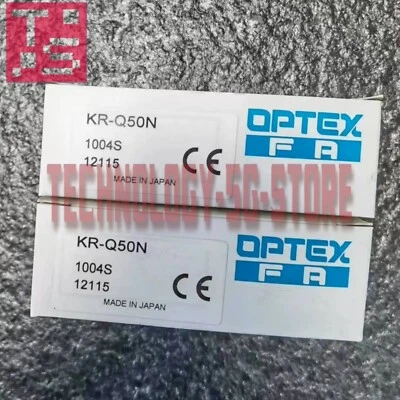 KR-Q50N
1004S
12115
MADE IN JAPAN
CE
OPTEX
FA
TECHNOLOGY-5G-STORE
KR-Q50N
1004S
12115
MADE IN JAPAN
CE
OPTEX
FA